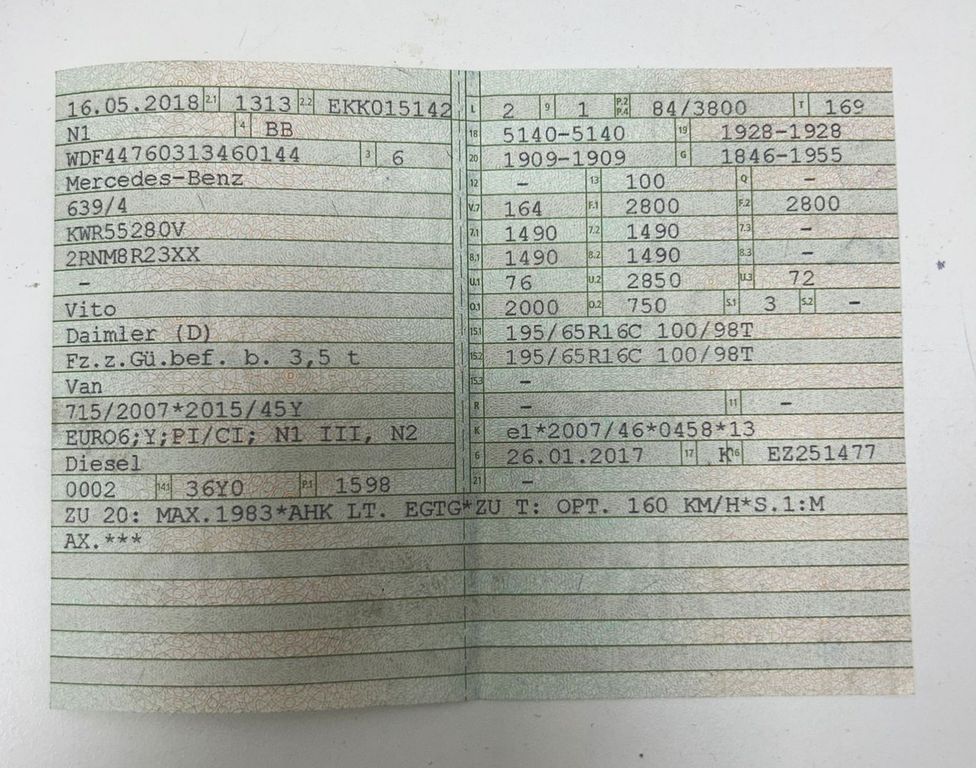 16.05.2018 2.1 1313 2.2 EKK015142
N1 4 BB
WDF44760313460144 3 6
Mercedes-Benz
639/4
KWR55280V
2RNM8R23XX
–
Vito
Daimler (D)
Fz.z.Gü.bef. b. 3,5 t
Van
715/2007*2015/45Y
EURO6;Y;PI/CI; N1 III, N2
Diesel
0002 14.1 36Y0 P.1 1598
L 2 9 1 P.2 P.4 84/3800 T 169
18 5140-5140 19 1928-1928
20 1909-1909 G 1846-1955
12 – 13 100 Q –
V.7 164 F.1 2800 F.2 2800
7.1 1490 7.2 1490 7.3 –
8.1 1490 8.2 1490 8.3 –
U.1 76 U.2 2850 U.3 72
O.1 2000 O.2 750 S.1 3 S.2 –
15.1 195/65R16C 100/98T
15.2 195/65R16C 100/98T
15.3 –
R – 11 –
K e1*2007/46*0458*13
6 26.01.2017 17 K 16 EZ251477
21 –
ZU 20: MAX.1983*AHK LT. EGTG*ZU T: OPT. 160 KM/H*S.1:M
AX.***